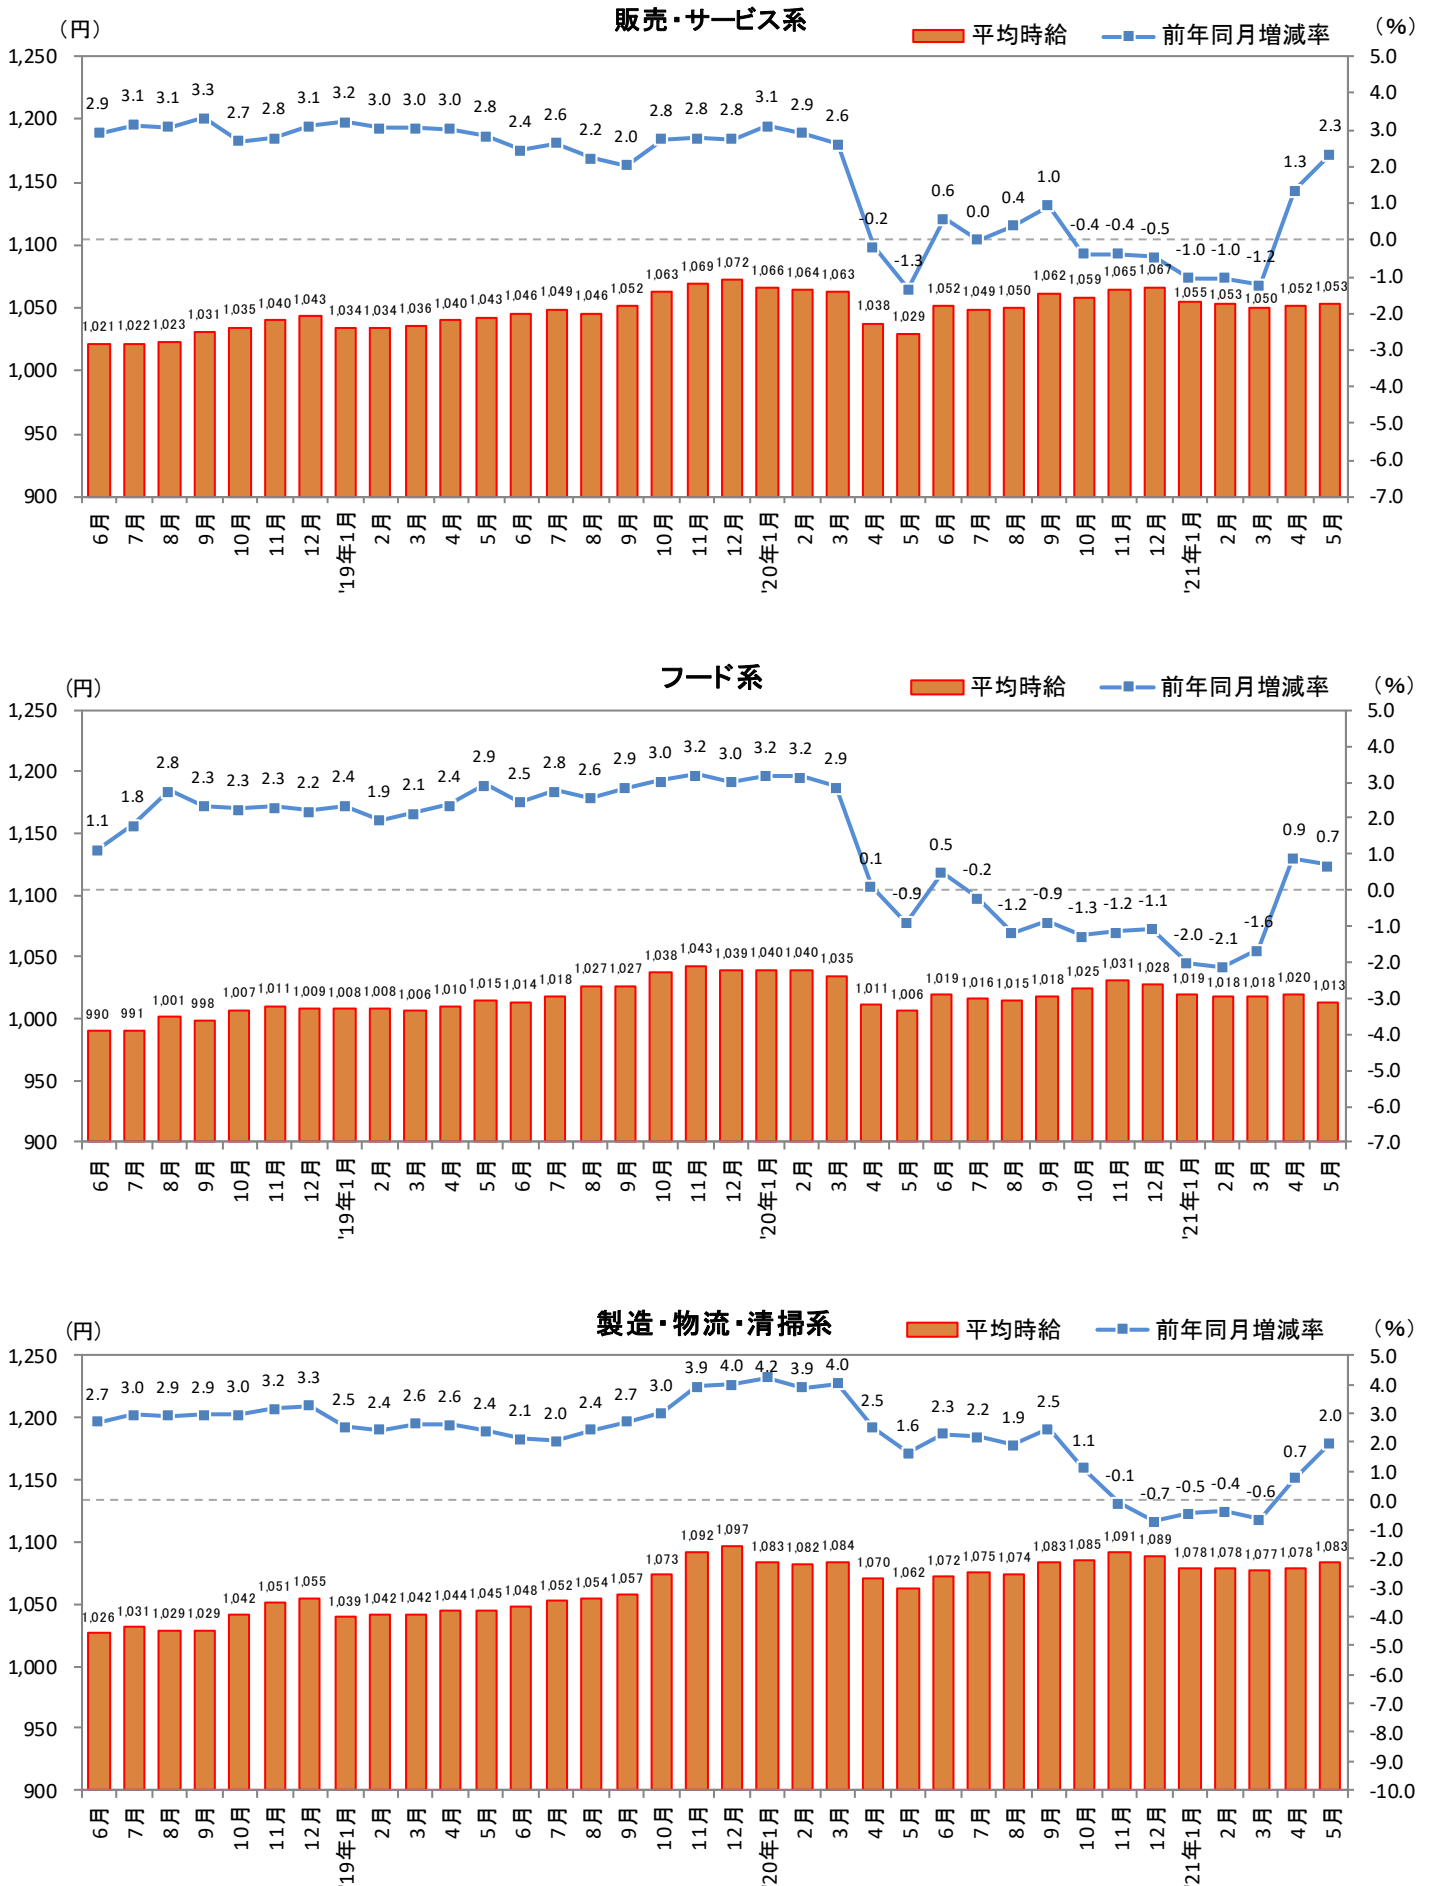 販売・サービス系
（円）
平均時給
前年同月増減率
（%）
1,250 1,200 1,150 1,100 1,050 1,000 950 900
5.0 4.0 3.0 2.0 1.0 0.0 -1.0 -2.0 -3.0 -4.0 -5.0 -6.0 -7.0
2.9 3.1 3.1 3.3 2.7 2.8 3.1 3.2 3.0 3.0 3.0 2.8 2.4 2.6 2.2 2.0 2.8 2.8 2.8 3.1 2.9 2.6 -0.2 -1.3 0.6 0.0 0.4 1.0 -0.4 -0.4 -0.5 -1.0 -1.0 -1.2 1.3 2.3
1,021 1,022 1,023 1,031 1,035 1,040 1,043 1,034 1,034 1,036 1,040 1,043 1,046 1,049 1,046 1,052 1,063 1,069 1,072 1,066 1,064 1,063 1,038 1,029 1,052 1,049 1,050 1,062 1,059 1,065 1,067 1,055 1,053 1,050 1,052 1,053
6月 7月 8月 9月 10月 11月 12月 '19年1月 2月 3月 4月 5月 6月 7月 8月 9月 10月 11月 12月 '20年1月 2月 3月 4月 5月 6月 7月 8月 9月 10月 11月 12月 '21年1月 2月 3月 4月 5月
フード系
（円）
平均時給
前年同月増減率
（%）
1,250 1,200 1,150 1,100 1,050 1,000 950 900
5.0 4.0 3.0 2.0 1.0 0.0 -1.0 -2.0 -3.0 -4.0 -5.0 -6.0 -7.0
1.1 1.8 2.8 2.3 2.3 2.3 2.2 2.4 1.9 2.1 2.4 2.9 2.5 2.8 2.6 2.9 3.0 3.2 3.0 3.2 3.2 2.9 0.1 -0.9 0.5 -0.2 -1.2 -0.9 -1.3 -1.2 -1.1 -2.0 -2.1 -1.6 0.9 0.7
990 991 1,001 998 1,007 1,011 1,009 1,008 1,008 1,006 1,010 1,015 1,014 1,018 1,027 1,027 1,038 1,043 1,039 1,040 1,040 1,035 1,011 1,006 1,019 1,016 1,015 1,018 1,025 1,031 1,028 1,019 1,018 1,018 1,020 1,013
6月 7月 8月 9月 10月 11月 12月 '19年1月 2月 3月 4月 5月 6月 7月 8月 9月 10月 11月 12月 '20年1月 2月 3月 4月 5月 6月 7月 8月 9月 10月 11月 12月 '21年1月 2月 3月 4月 5月
製造・物流・清掃系
（円）
平均時給
前年同月増減率
（%）
1,250 1,200 1,150 1,100 1,050 1,000 950 900
5.0 4.0 3.0 2.0 1.0 0.0 -1.0 -2.0 -3.0 -4.0 -5.0 -6.0 -7.0 -8.0 -9.0 -10.0
2.7 3.0 2.9 2.9 3.0 3.2 3.3 2.5 2.4 2.6 2.6 2.4 2.1 2.0 2.4 2.7 3.0 3.9 4.0 4.2 3.9 4.0 2.5 1.6 2.3 2.2 1.9 2.5 1.1 -0.1 -0.7 -0.5 -0.4 -0.6 0.7 2.0
1,026 1,031 1,029 1,029 1,042 1,051 1,055 1,039 1,042 1,042 1,044 1,045 1,048 1,052 1,054 1,057 1,073 1,092 1,097 1,083 1,082 1,084 1,070 1,062 1,072 1,075 1,074 1,083 1,085 1,091 1,089 1,078 1,078 1,077 1,078 1,083
6月 7月 8月 9月 10月 11月 12月 '19年1月 2月 3月 4月 5月 6月 7月 8月 9月 10月 11月 12月 '20年1月 2月 3月 4月 5月 6月 7月 8月 9月 10月 11月 12月 '21年1月 2月 3月 4月 5月